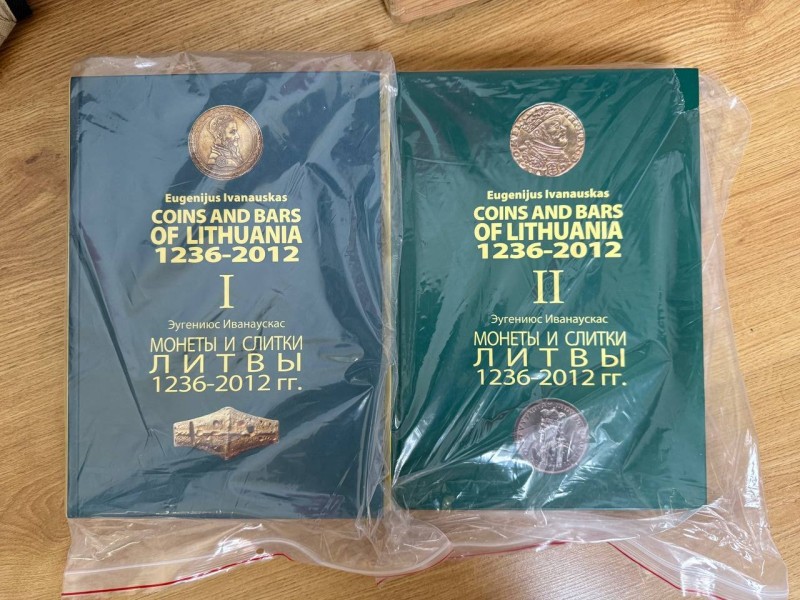 Eugenijus Ivanauskas
COINS AND BARS
OF LITHUANIA
1236-2012
I
Эугениюс Иванаускас
МОНЕТЫ И СЛИТКИ
ЛИТВЫ
1236-2012 гг.
Eugenijus Ivanauskas
COINS AND BARS
OF LITHUANIA
1236-2012
II
Эугениюс Иванаускас
МОНЕТЫ И СЛИТКИ
ЛИТВЫ
1236-2012 гг.